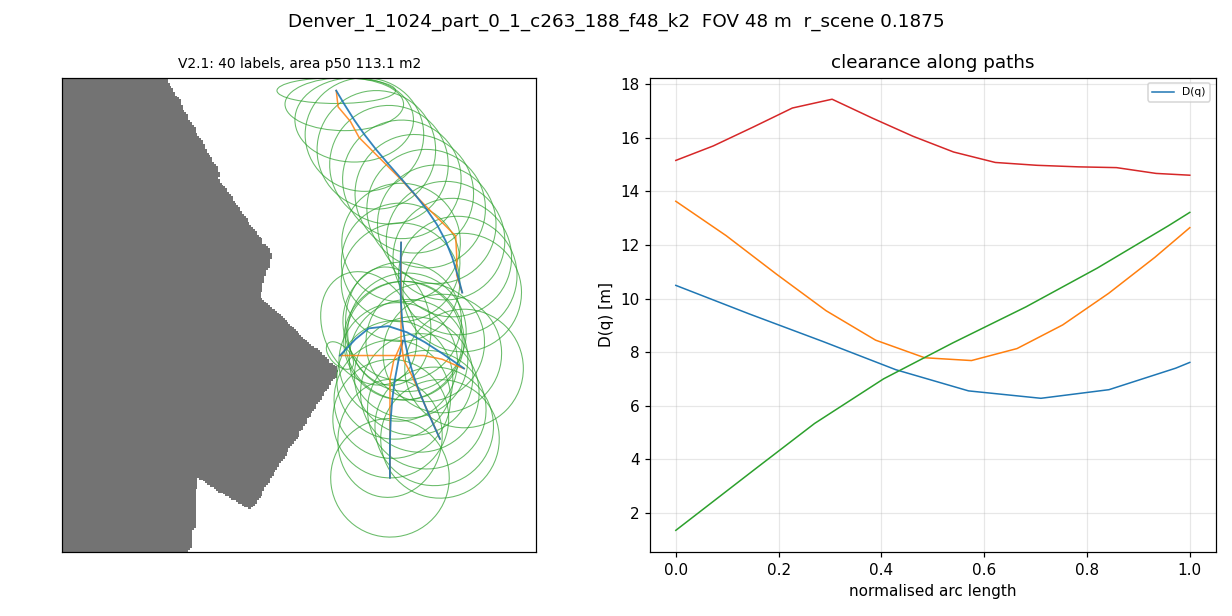 Denver_1_1024_part_0_1_c263_188_f48_k2  FOV 48 m  r_scene 0.1875
V2.1: 40 labels, area p50 113.1 m2
clearance along paths
D(q)
18
16
14
12
10
8
6
4
2
D(q) [m]
0.0 0.2 0.4 0.6 0.8 1.0
normalised arc length